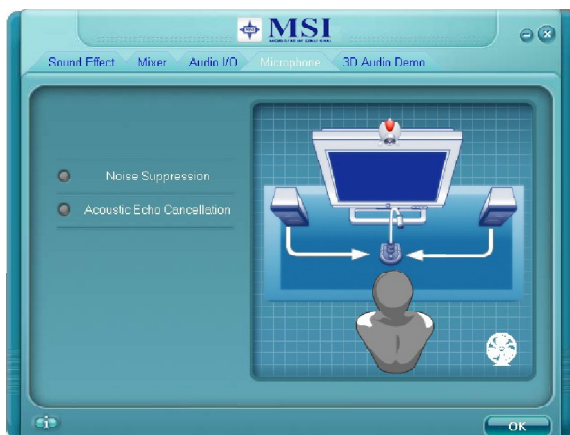 MSI
Sound Effect Mixer Audio I/O Microphone 3D Audio Demo
Noise Suppression
Acoustic Echo Cancellation
i
OK